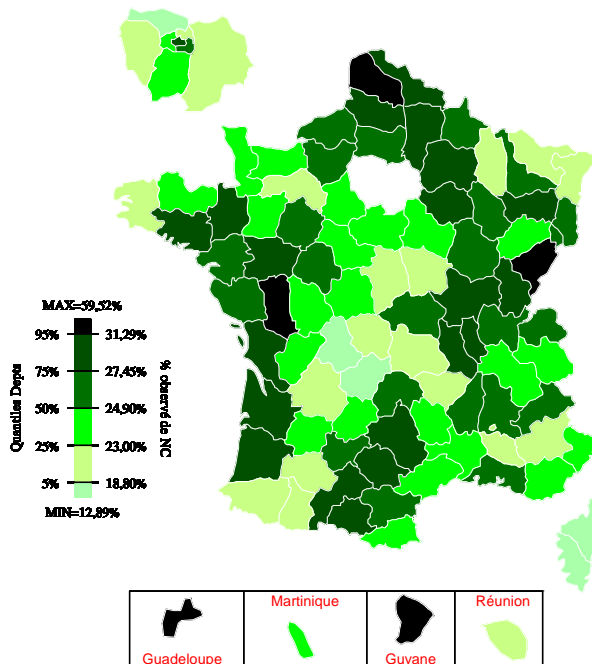 MAX=59,52%
95% 31,29%
75% 27,45%
50% 24,90%
25% 23,00%
5% 18,80%
MIN=12,89%
Quantiles Depts
% observé de NC
Martinique
Réunion
Guadeloupe
Guyane